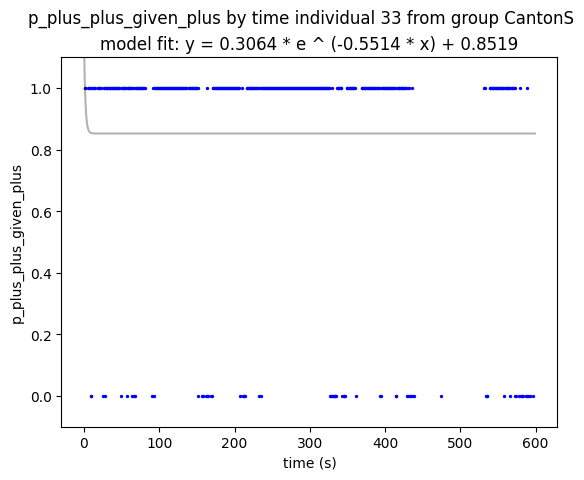 p_plus_plus_given_plus by time individual 33 from group CantonS
model fit: y = 0.3064 * e ^ (-0.5514 * x) + 0.8519
1.0
0.8
0.6
0.4
0.2
0.0
p_plus_plus_given_plus
0 100 200 300 400 500 600
time (s)